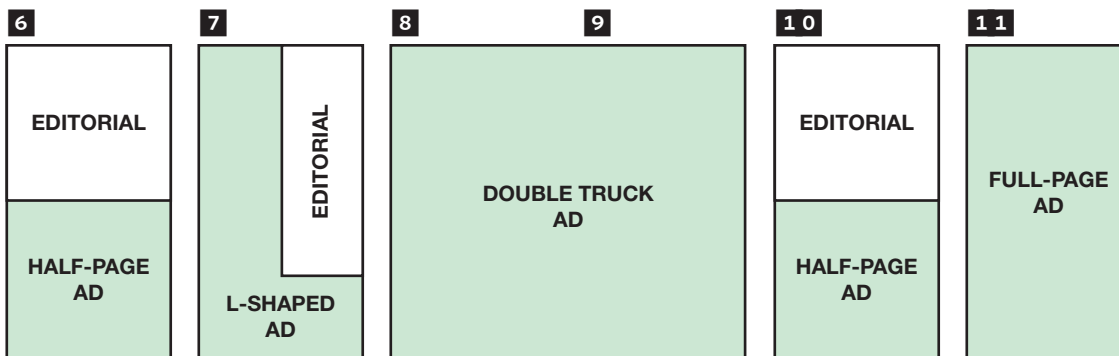 6
EDITORIAL
HALF-PAGE
AD
7
EDITORIAL
L-SHAPED
AD
8
9
DOUBLE TRUCK
AD
10
EDITORIAL
HALF-PAGE
AD
11
FULL-PAGE
AD